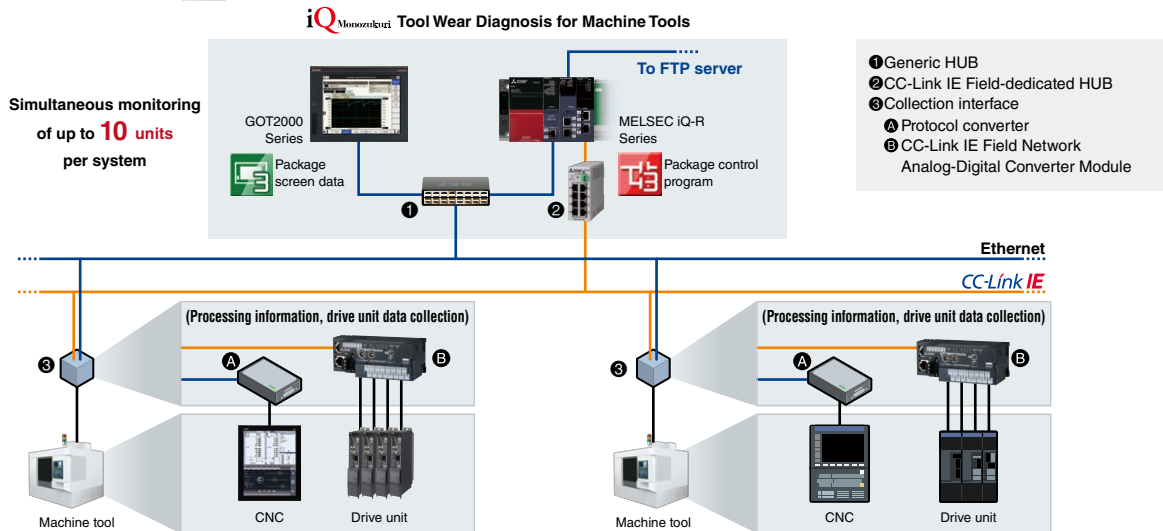 iQ Monozukuri Tool Wear Diagnosis for Machine Tools
Simultaneous monitoring
of up to 10 units
per system
GOT2000
Series
Package
screen data
To FTP server
MELSEC iQ-R
Series
Package control
program
❶
❷
❶Generic HUB
❷CC-Link IE Field-dedicated HUB
❸Collection interface
🅐Protocol converter
🅑CC-Link IE Field Network
Analog-Digital Converter Module
Ethernet
CC-Link IE
(Processing information, drive unit data collection)
❸
🅐
🅑
Machine tool
CNC
Drive unit
(Processing information, drive unit data collection)
❸
🅐
🅑
Machine tool
CNC
Drive unit